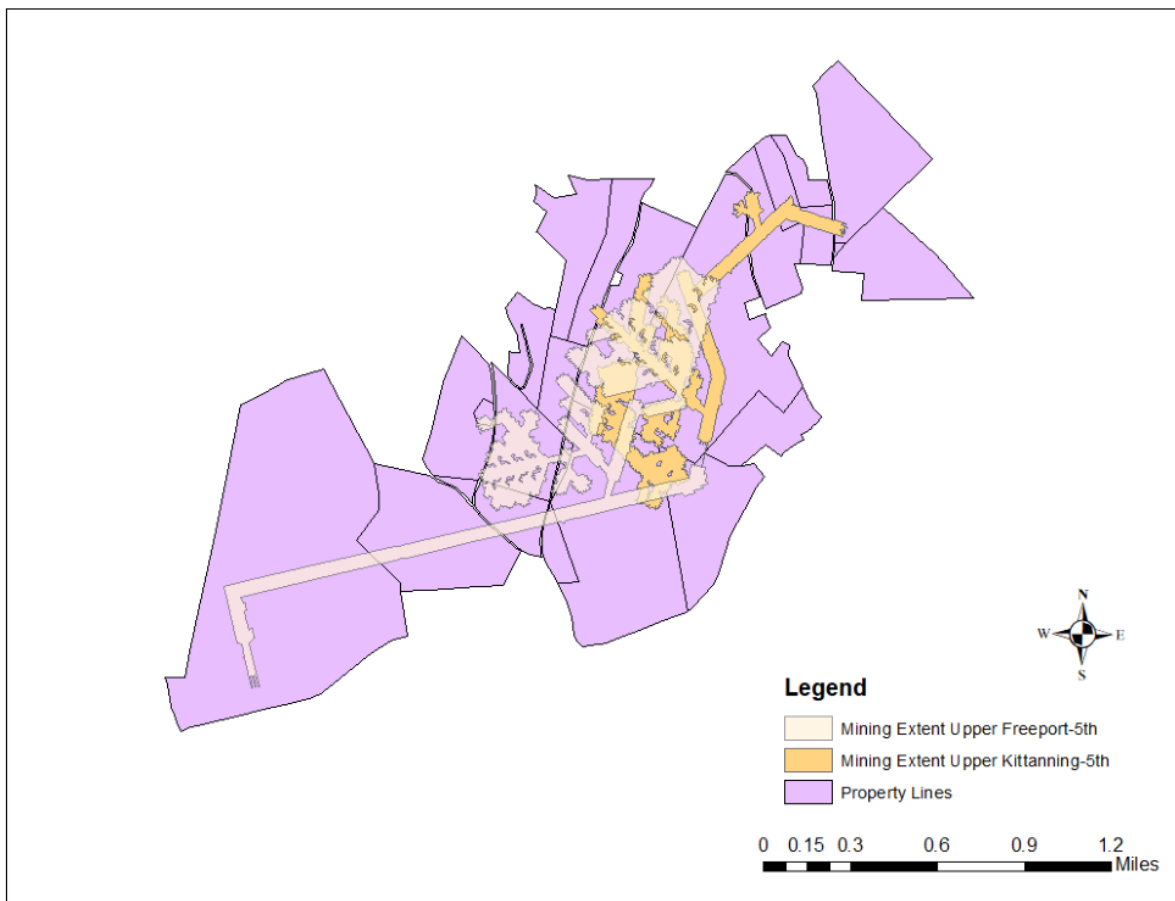 N
W E
S
Legend
Mining Extent Upper Freeport-5th
Mining Extent Upper Kittanning-5th
Property Lines
0 0.15 0.3 0.6 0.9 1.2
Miles